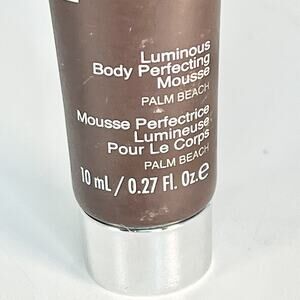 Luminous
Body Perfecting
Mousse
PALM BEACH
Mousse Perfectrice
Lumineuse
Pour Le Corps
PALM BEACH
10 mL / 0.27 Fl. Oz.e